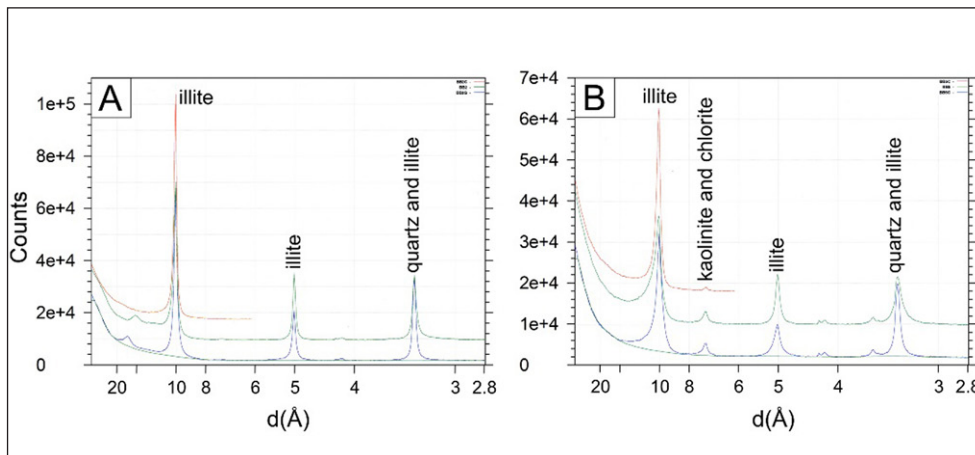 A
illite
1e+5
8e+4
6e+4
4e+4
2e+4
0
Counts
illite
quartz and illite
20 10 8 6 5 4 3 2.8
d(Å)
B
illite
7e+4
6e+4
5e+4
4e+4
3e+4
2e+4
1e+4
0
kaolinite and chlorite
illite
quartz and illite
20 10 8 6 5 4 3 2.8
d(Å)